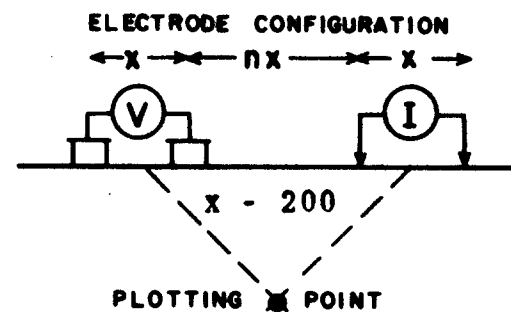 ELECTRODE CONFIGURATION
x nx x
V I
x - 200
PLOTTING POINT